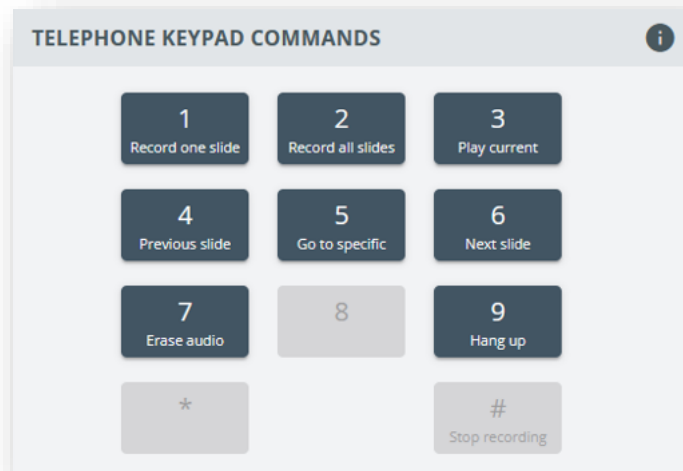 TELEPHONE KEYPAD COMMANDS
i
1
Record one slide
2
Record all slides
3
Play current
4
Previous slide
5
Go to specific
6
Next slide
7
Erase audio
8
9
Hang up
*
#
Stop recording